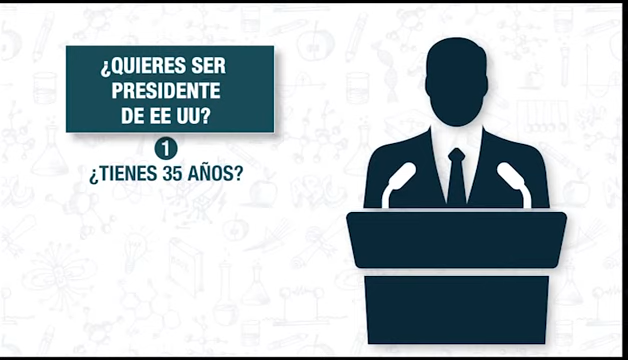 ¿QUIERES SER
PRESIDENTE
DE EE UU?
1
¿TIENES 35 AÑOS?